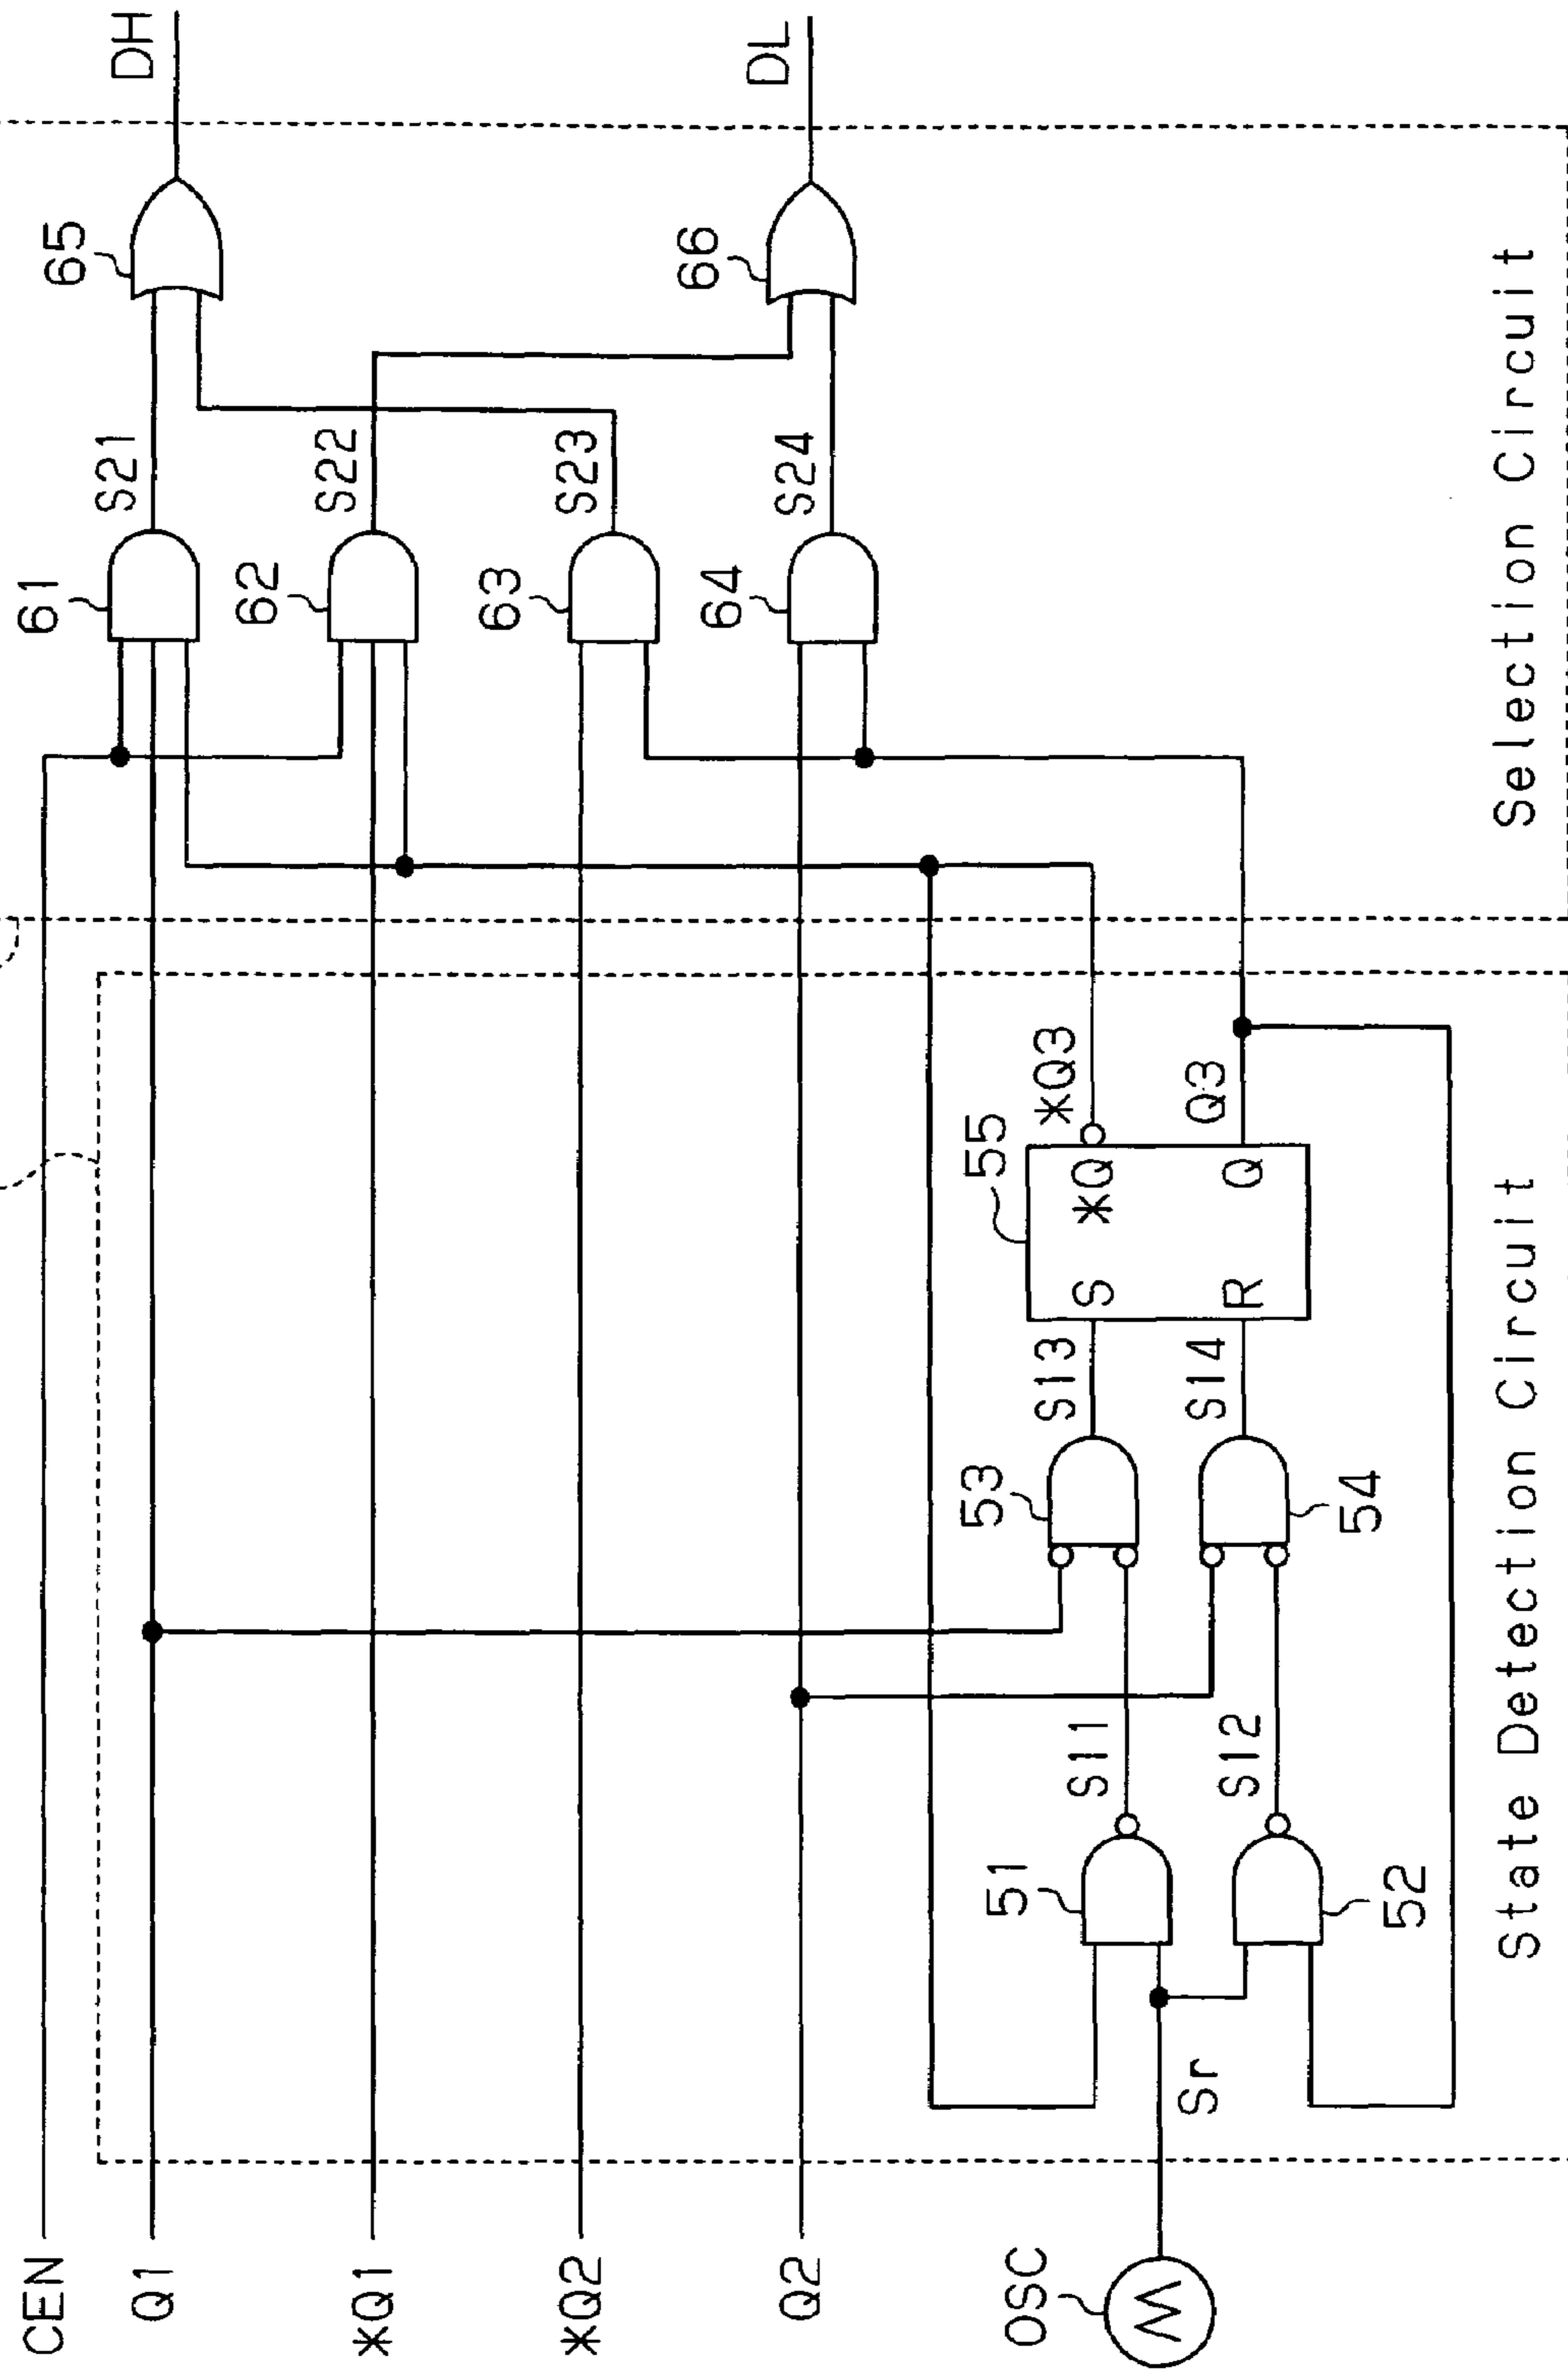 CEN
Q1
*Q1
*Q2
Q2
OSC
Sr
51
52
S11
S12
53
54
S13
S14
55
S
R
*Q
Q
*Q3
Q3
State Detection Circuit
61
62
63
64
S21
S22
S23
S24
65
66
DH
DL
Selection Circuit